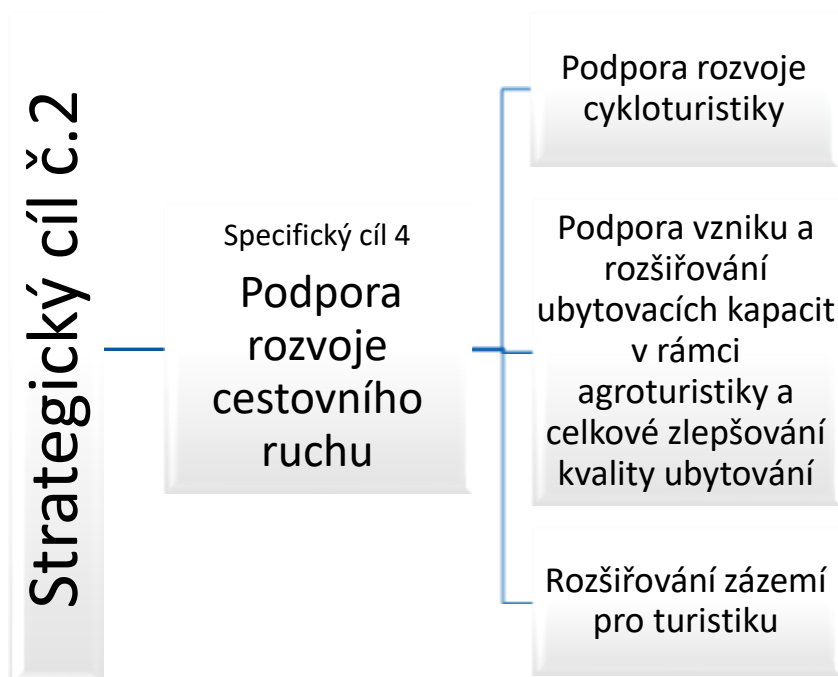 Strategický cíl č.2
Specifický cíl 4
Podpora
rozvoje
cestovního
ruchu
Podpora rozvoje
cykloturistiky
Podpora vzniku a
rozšiřování
ubytovacích kapacit
v rámci
agroturistiky a
celkové zlepšování
kvality ubytování
Rozšiřování zázemí
pro turistiku